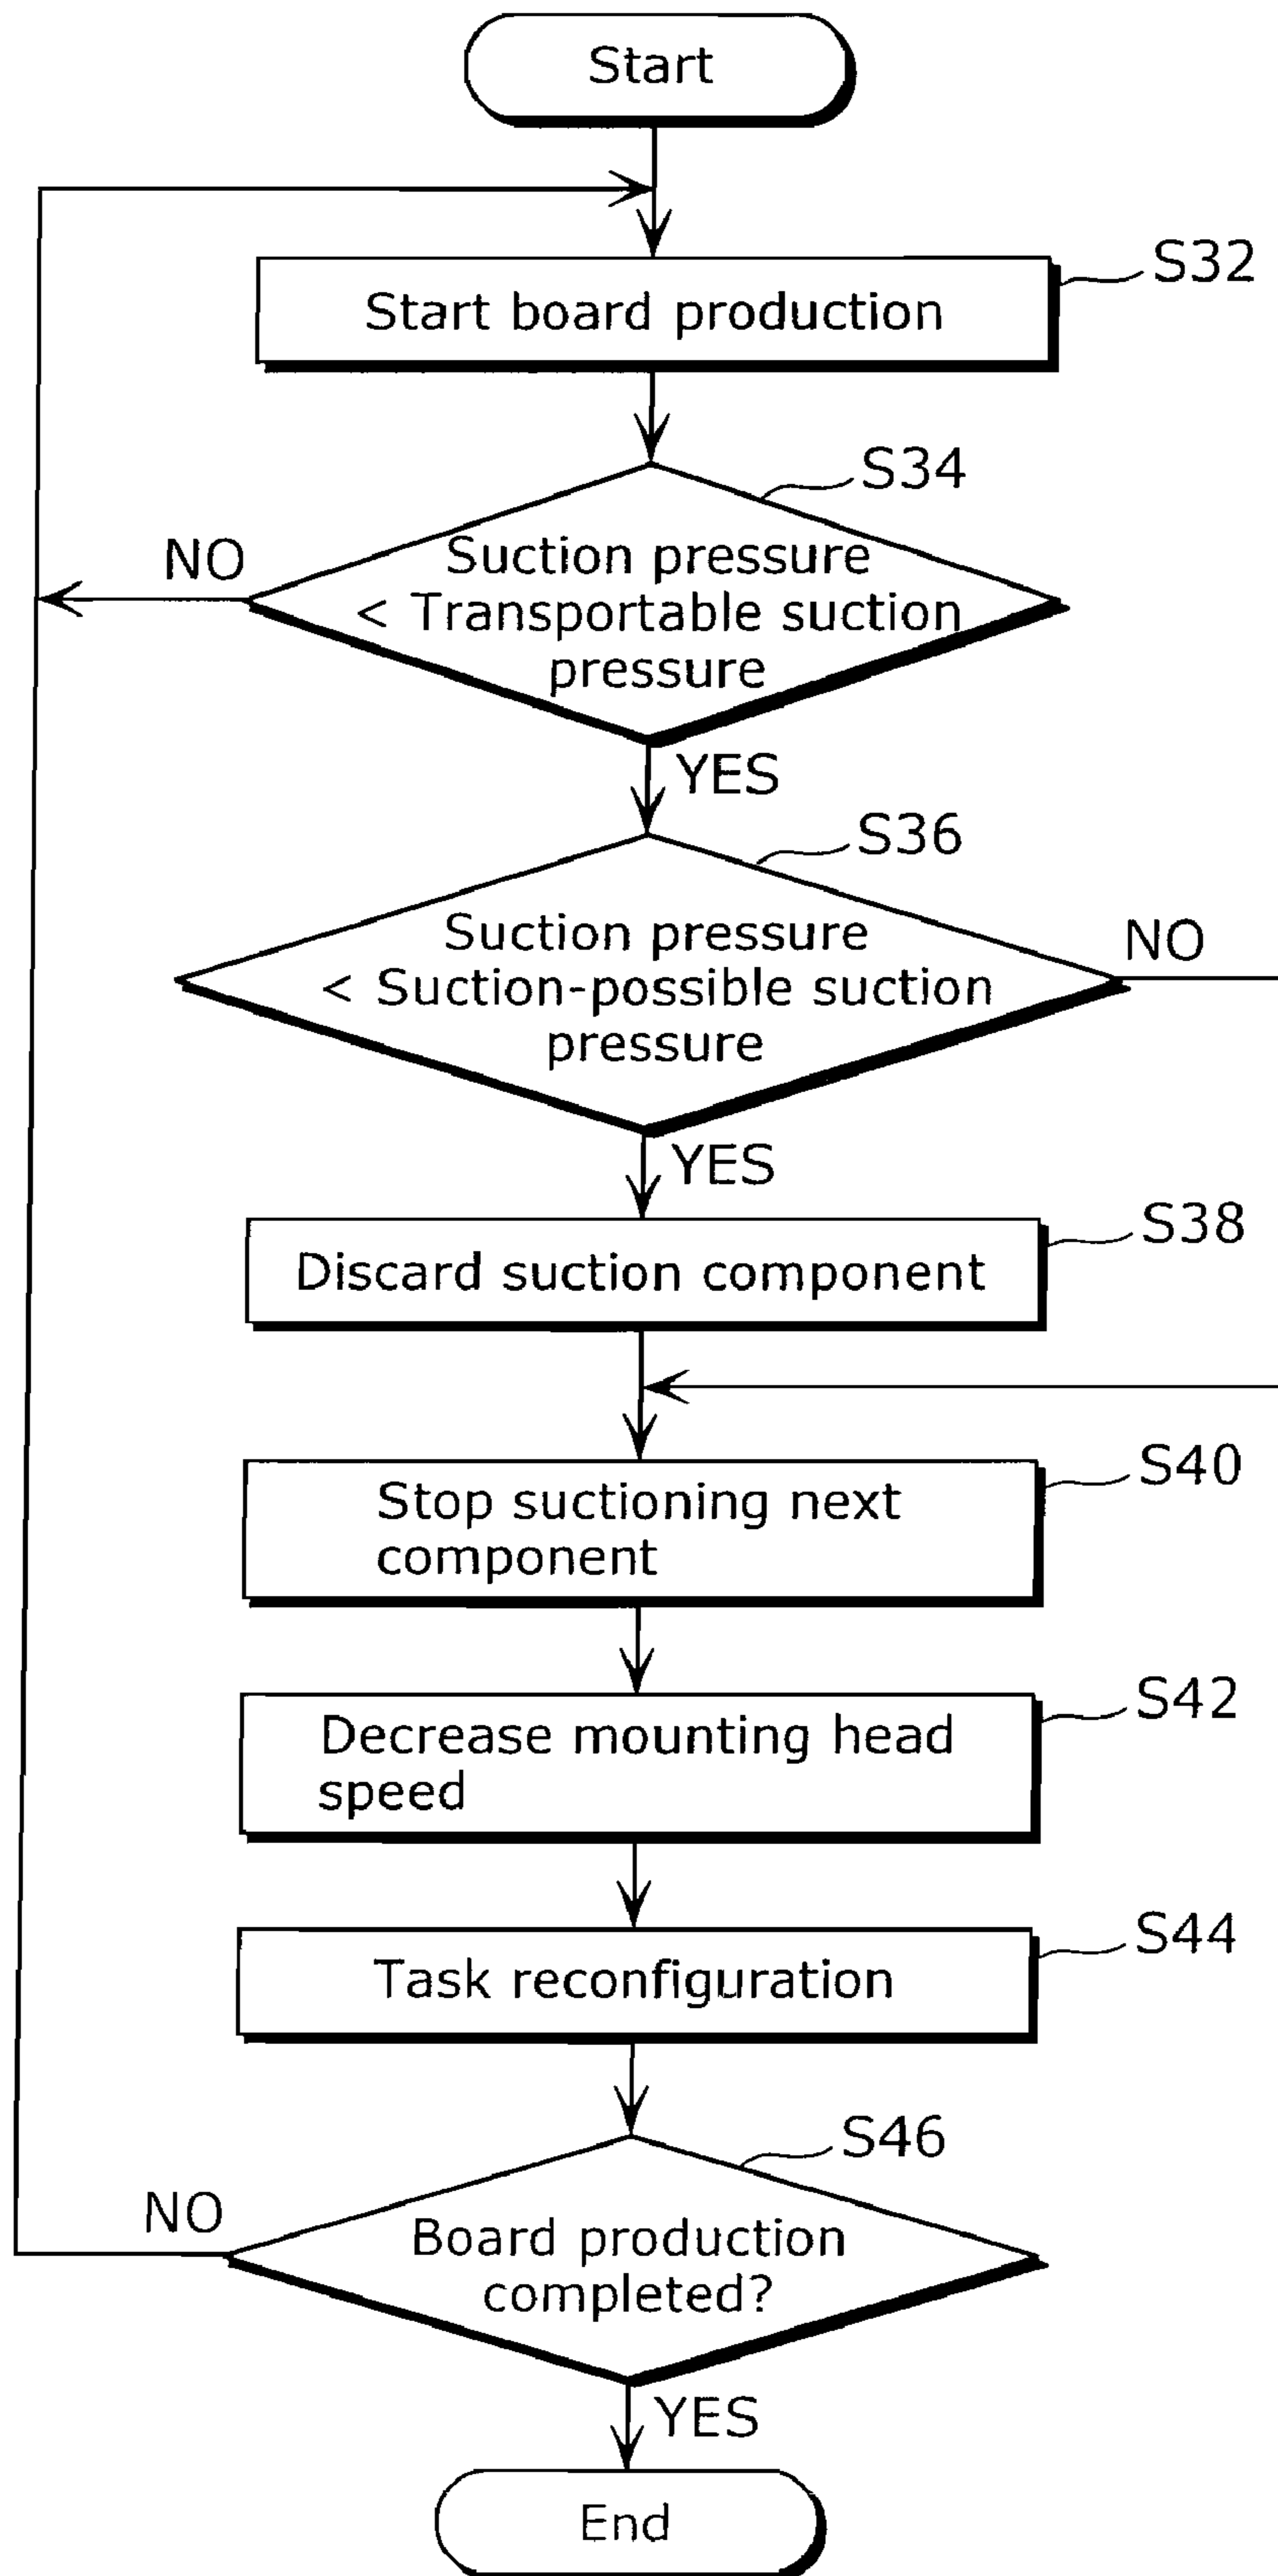 Start
S32
Start board production
S34
NO
Suction pressure
< Transportable suction
pressure
YES
S36
Suction pressure
< Suction-possible suction
pressure
NO
YES
S38
Discard suction component
S40
Stop suctioning next
component
S42
Decrease mounting head
speed
S44
Task reconfiguration
S46
NO
Board production
completed?
YES
End